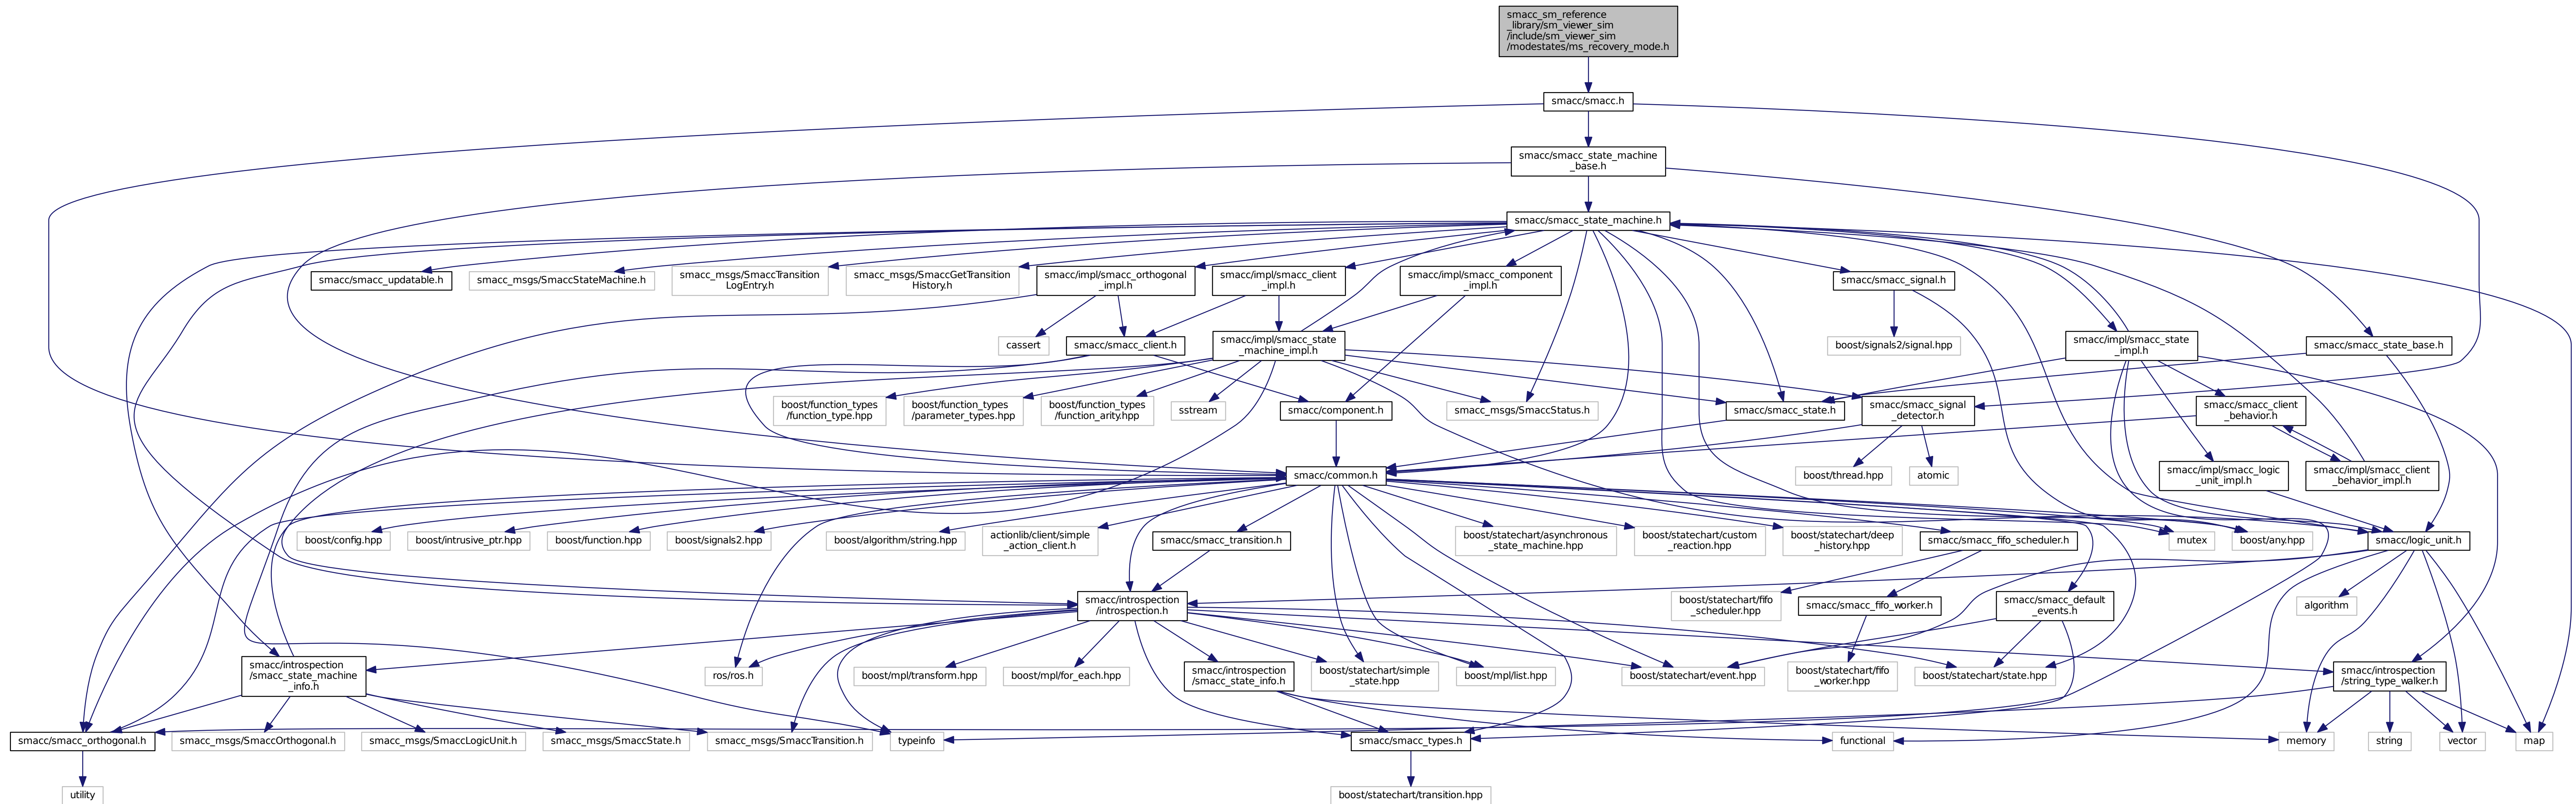 smacc_sm_reference
_library/sm_viewer_sim
/include/sm_viewer_sim
/modestates/ms_recovery_mode.h
smacc/smacc.h
smacc/smacc_state_machine
_base.h
smacc/smacc_state_machine.h
smacc/smacc_updatable.h
smacc_msgs/SmaccStateMachine.h
smacc_msgs/SmaccTransition
LogEntry.h
smacc_msgs/SmaccGetTransition
History.h
smacc/impl/smacc_orthogonal
_impl.h
smacc/impl/smacc_client
_impl.h
smacc/impl/smacc_component
_impl.h
smacc/smacc_signal.h
cassert
smacc/smacc_client.h
smacc/impl/smacc_state
_machine_impl.h
boost/signals2/signal.hpp
smacc/impl/smacc_state
_impl.h
smacc/smacc_state_base.h
boost/function_types
/function_type.hpp
boost/function_types
/parameter_types.hpp
boost/function_types
/function_arity.hpp
sstream
smacc/component.h
smacc_msgs/SmaccStatus.h
smacc/smacc_state.h
smacc/smacc_signal
_detector.h
smacc/smacc_client
_behavior.h
smacc/common.h
boost/thread.hpp
atomic
smacc/impl/smacc_logic
_unit_impl.h
smacc/impl/smacc_client
_behavior_impl.h
boost/config.hpp
boost/intrusive_ptr.hpp
boost/function.hpp
boost/signals2.hpp
boost/algorithm/string.hpp
actionlib/client/simple
_action_client.h
smacc/smacc_transition.h
boost/statechart/asynchronous
_state_machine.hpp
boost/statechart/custom
_reaction.hpp
boost/statechart/deep
_history.hpp
smacc/smacc_fifo_scheduler.h
mutex
boost/any.hpp
smacc/logic_unit.h
smacc/introspection
/introspection.h
boost/statechart/fifo
_scheduler.hpp
smacc/smacc_fifo_worker.h
smacc/smacc_default
_events.h
algorithm
smacc/introspection
/smacc_state_machine
_info.h
ros/ros.h
boost/mpl/transform.hpp
boost/mpl/for_each.hpp
smacc/introspection
/smacc_state_info.h
boost/statechart/simple
_state.hpp
boost/mpl/list.hpp
boost/statechart/event.hpp
boost/statechart/fifo
_worker.hpp
boost/statechart/state.hpp
smacc/introspection
/string_type_walker.h
smacc/smacc_orthogonal.h
smacc_msgs/SmaccOrthogonal.h
smacc_msgs/SmaccLogicUnit.h
smacc_msgs/SmaccState.h
smacc_msgs/SmaccTransition.h
typeinfo
smacc/smacc_types.h
functional
memory
string
vector
map
utility
boost/statechart/transition.hpp